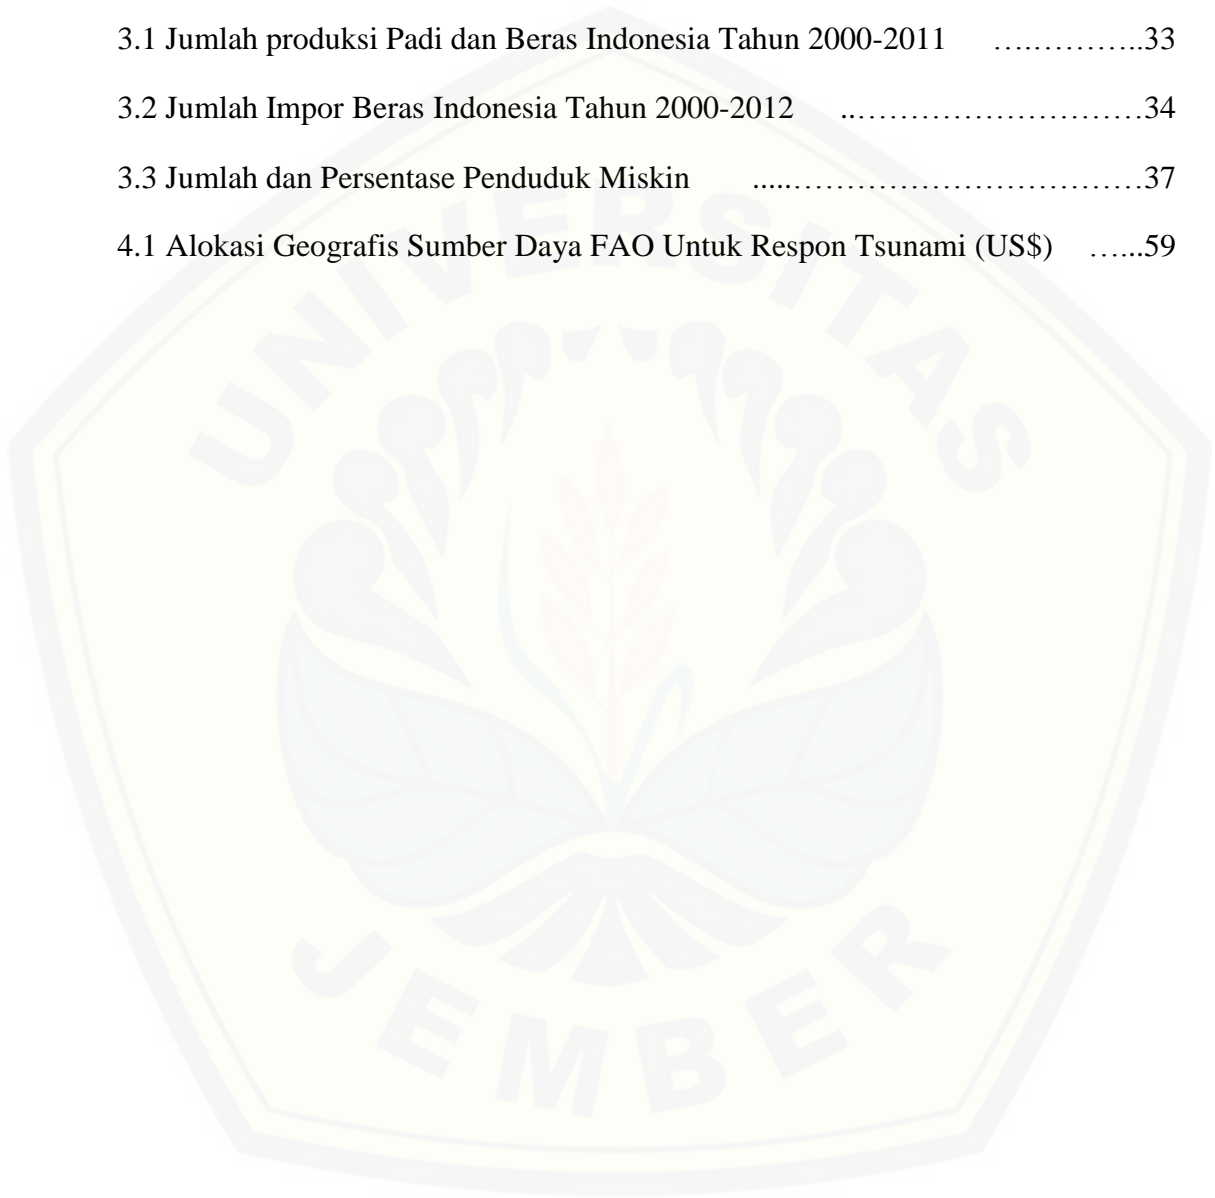 3.1 Jumlah produksi Padi dan Beras Indonesia Tahun 2000-2011 ….………..33
3.2 Jumlah Impor Beras Indonesia Tahun 2000-2012 ..………………………34
3.3 Jumlah dan Persentase Penduduk Miskin .....……………………………37
4.1 Alokasi Geografis Sumber Daya FAO Untuk Respon Tsunami (US$) …...59
UNIVERSITAS
JEMBER